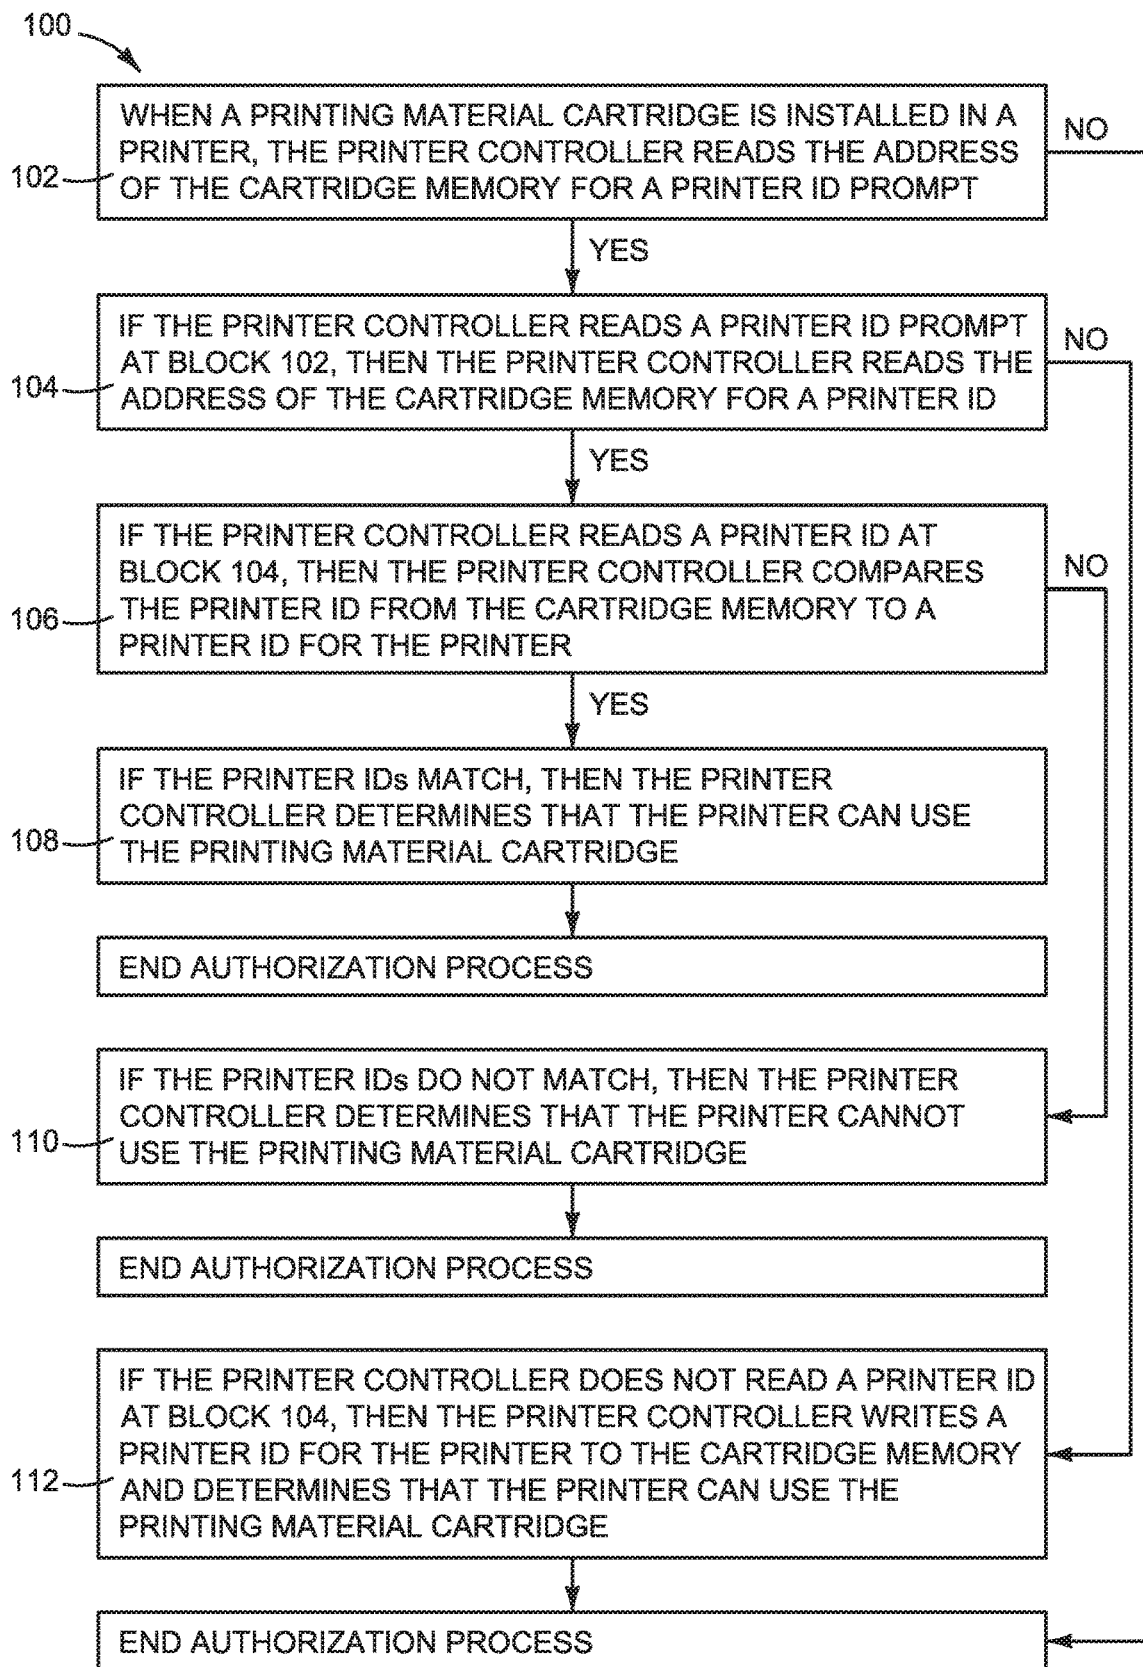 100
WHEN A PRINTING MATERIAL CARTRIDGE IS INSTALLED IN A
PRINTER, THE PRINTER CONTROLLER READS THE ADDRESS
OF THE CARTRIDGE MEMORY FOR A PRINTER ID PROMPT
102
NO
YES
IF THE PRINTER CONTROLLER READS A PRINTER ID PROMPT
AT BLOCK 102, THEN THE PRINTER CONTROLLER READS THE
ADDRESS OF THE CARTRIDGE MEMORY FOR A PRINTER ID
104
NO
YES
IF THE PRINTER CONTROLLER READS A PRINTER ID AT
BLOCK 104, THEN THE PRINTER CONTROLLER COMPARES
THE PRINTER ID FROM THE CARTRIDGE MEMORY TO A
PRINTER ID FOR THE PRINTER
106
NO
YES
IF THE PRINTER IDs MATCH, THEN THE PRINTER
CONTROLLER DETERMINES THAT THE PRINTER CAN USE
THE PRINTING MATERIAL CARTRIDGE
108
END AUTHORIZATION PROCESS
IF THE PRINTER IDs DO NOT MATCH, THEN THE PRINTER
CONTROLLER DETERMINES THAT THE PRINTER CANNOT
USE THE PRINTING MATERIAL CARTRIDGE
110
END AUTHORIZATION PROCESS
IF THE PRINTER CONTROLLER DOES NOT READ A PRINTER ID
AT BLOCK 104, THEN THE PRINTER CONTROLLER WRITES A
PRINTER ID FOR THE PRINTER TO THE CARTRIDGE MEMORY
AND DETERMINES THAT THE PRINTER CAN USE THE
PRINTING MATERIAL CARTRIDGE
112
END AUTHORIZATION PROCESS